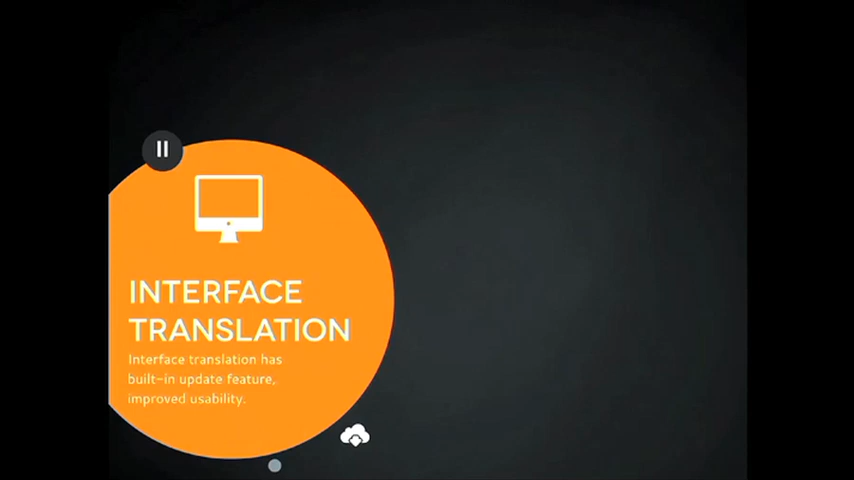 INTERFACE
TRANSLATION
Interface translation has
built-in update feature,
improved usability.